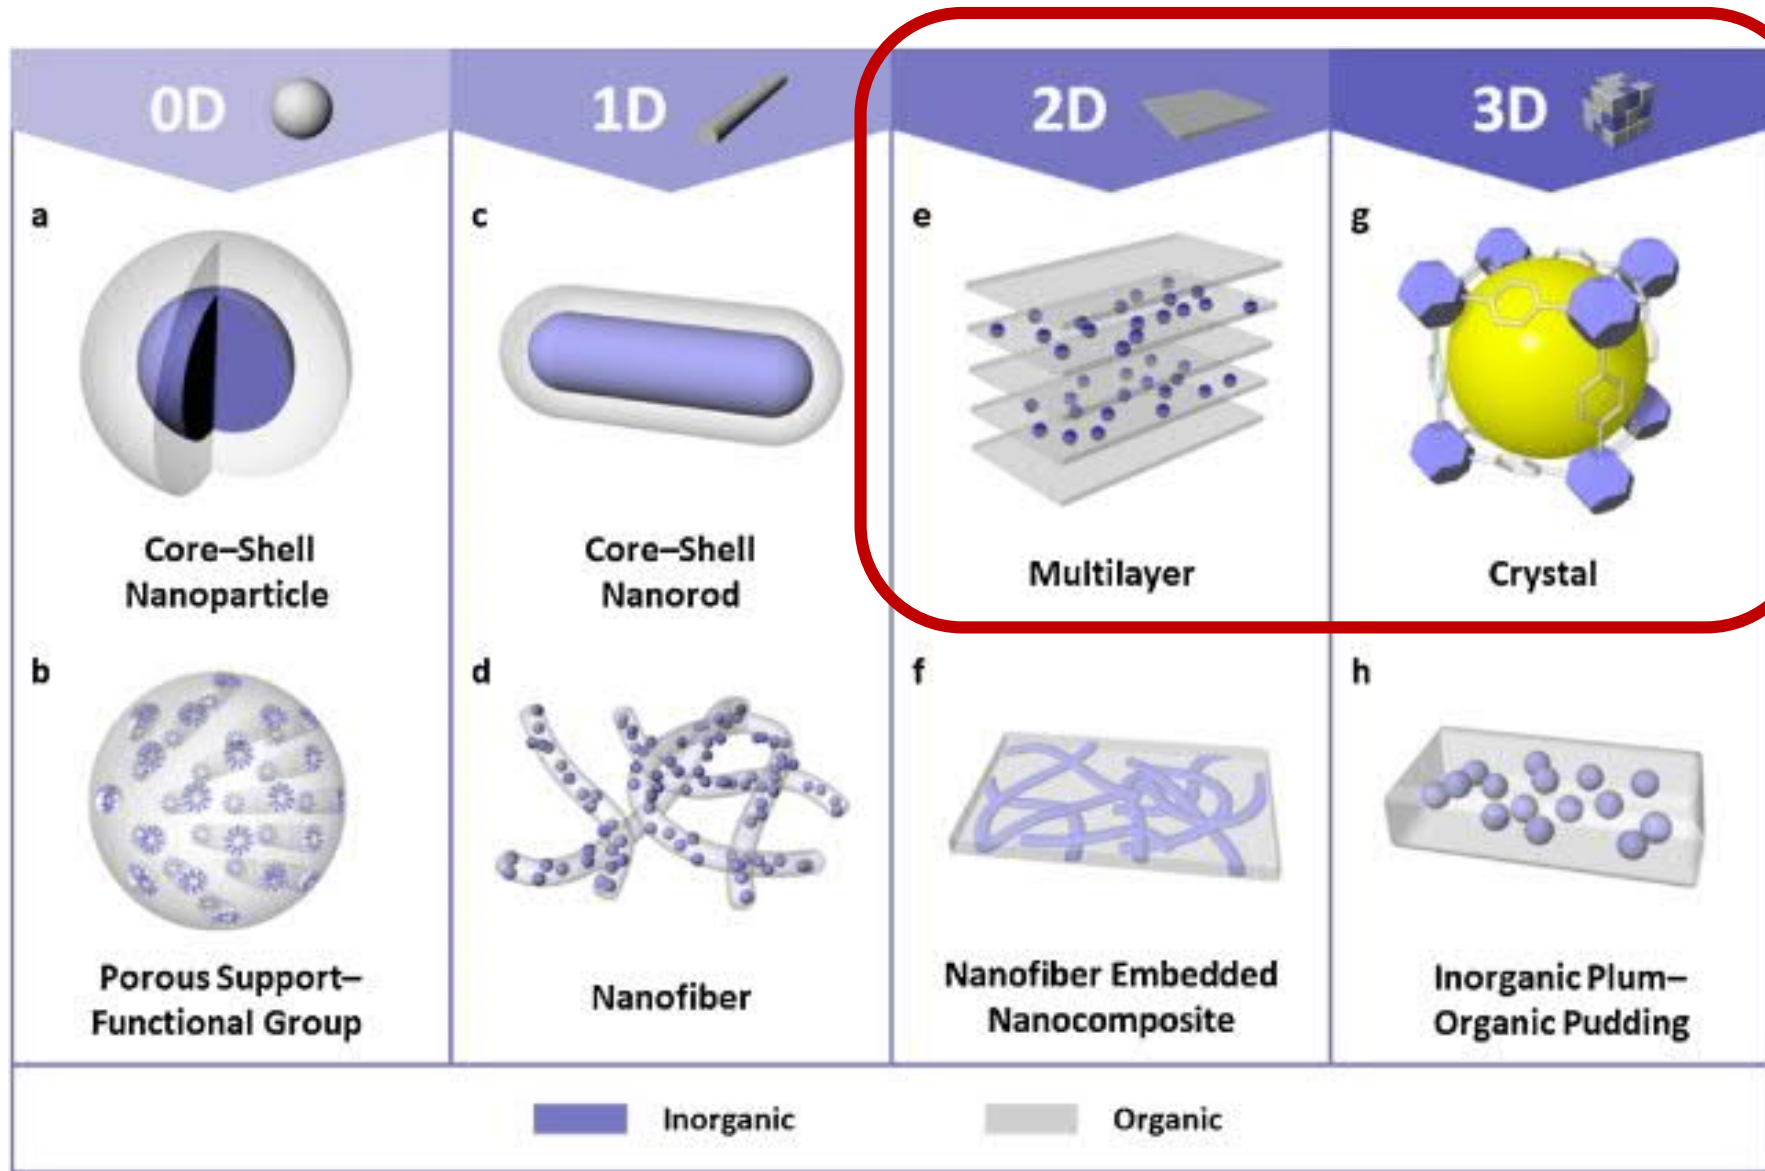 0D
1D
2D
3D
a
c
e
g
Core–Shell
Nanoparticle
Core–Shell
Nanorod
Multilayer
Crystal
b
d
f
h
Porous Support–
Functional Group
Nanofiber
Nanofiber Embedded
Nanocomposite
Inorganic Plum–
Organic Pudding
Inorganic
Organic